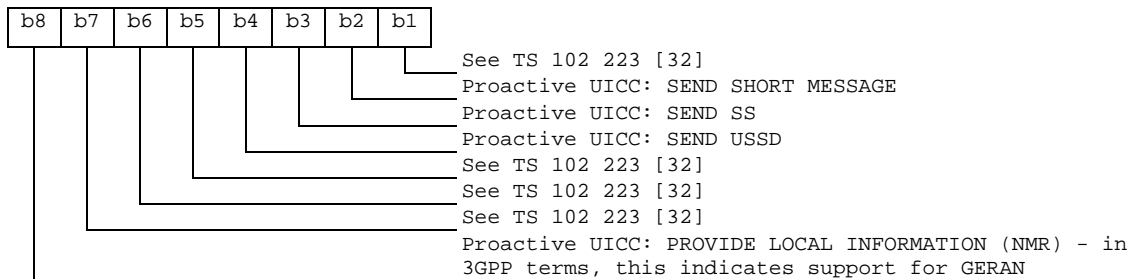 b8 b7 b6 b5 b4 b3 b2 b1
See TS 102 223 [32]
Proactive UICC: SEND SHORT MESSAGE
Proactive UICC: SEND SS
Proactive UICC: SEND USSD
See TS 102 223 [32]
See TS 102 223 [32]
See TS 102 223 [32]
Proactive UICC: PROVIDE LOCAL INFORMATION (NMR) - in
3GPP terms, this indicates support for GERAN